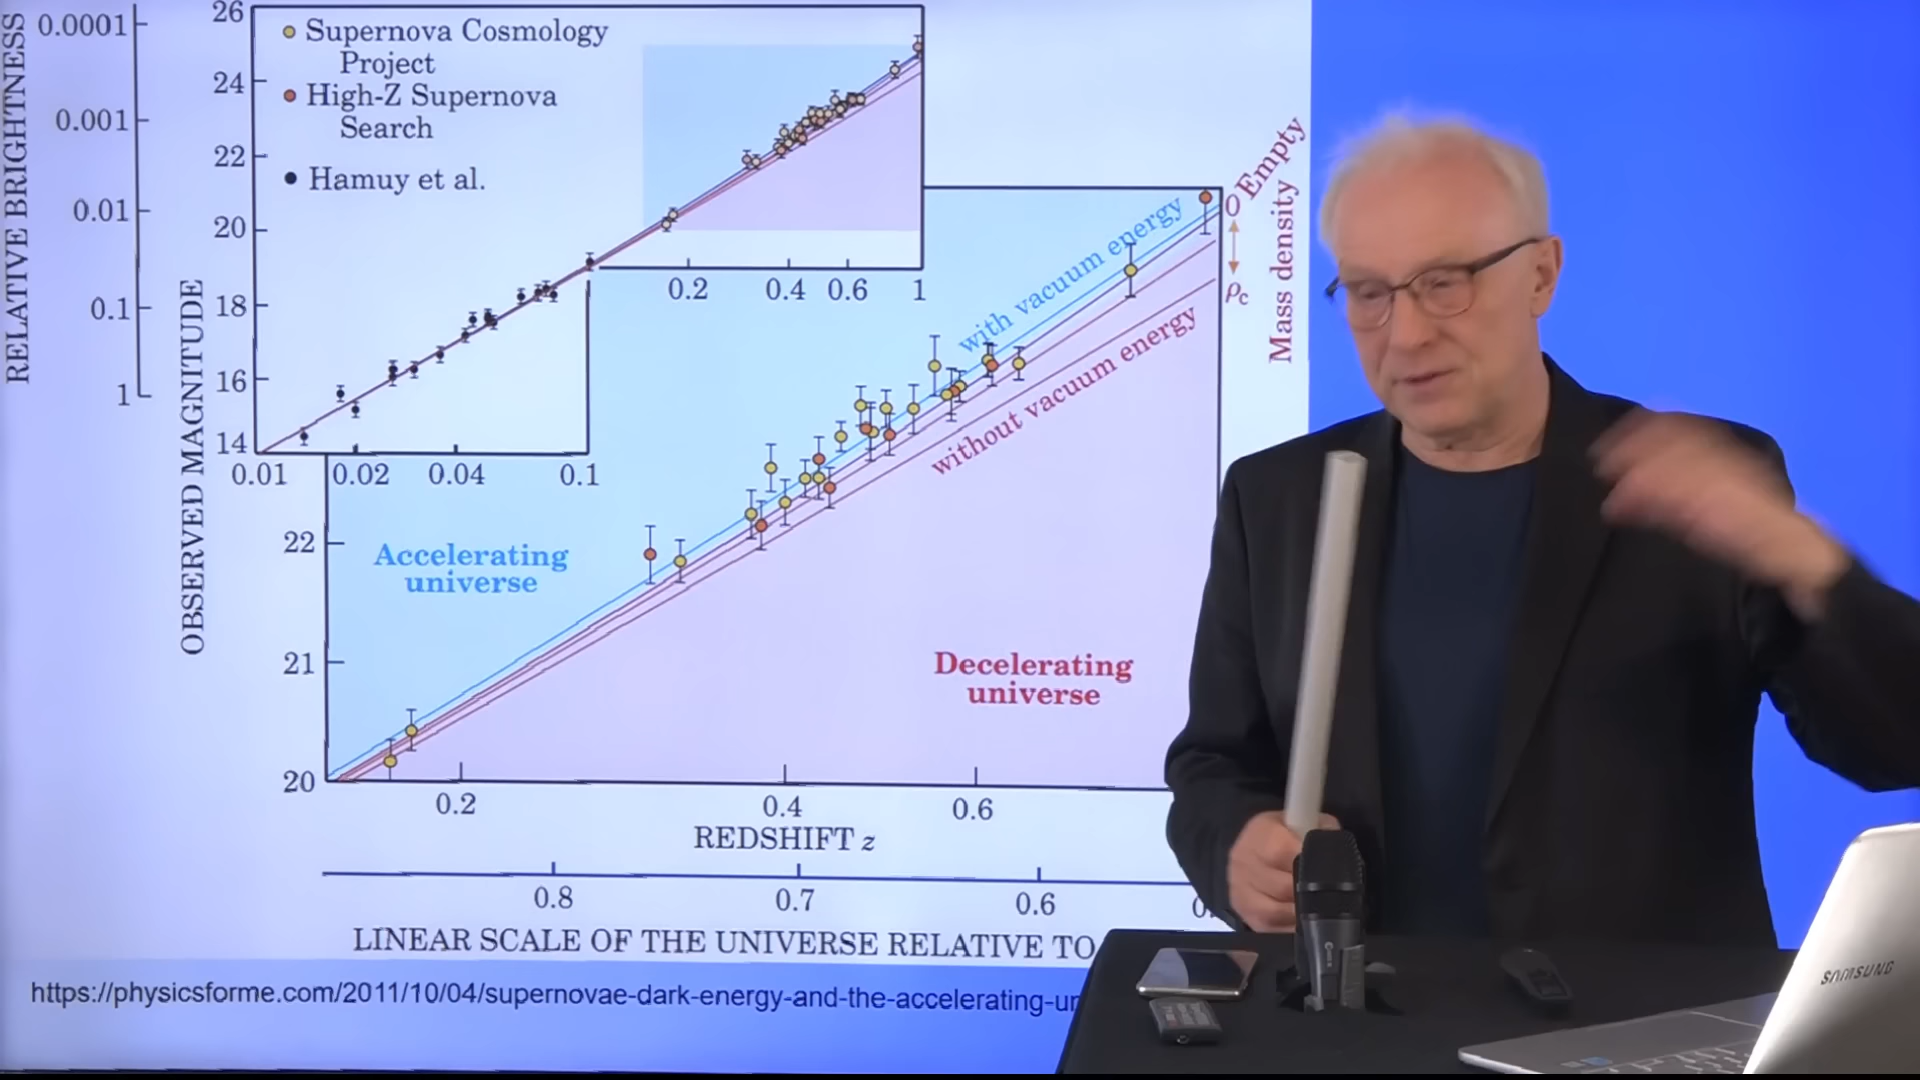 RELATIVE BRIGHTNESS
0.0001
0.001
0.01
0.1
1
OBSERVED MAGNITUDE
26
24
22
20
18
16
14
Supernova Cosmology
Project
High-Z Supernova
Search
Hamuy et al.
0.01
0.02
0.04
0.1
0.2
0.4
0.6
1
with vacuum energy
without vacuum energy
0
Empty
ρc
Mass density
22
21
20
Accelerating
universe
Decelerating
universe
0.2
0.4
0.6
REDSHIFT z
0.8
0.7
0.6
LINEAR SCALE OF THE UNIVERSE RELATIVE TO
https://physicsforme.com/2011/10/04/supernovae-dark-energy-and-the-accelerating-
SAMSUNG